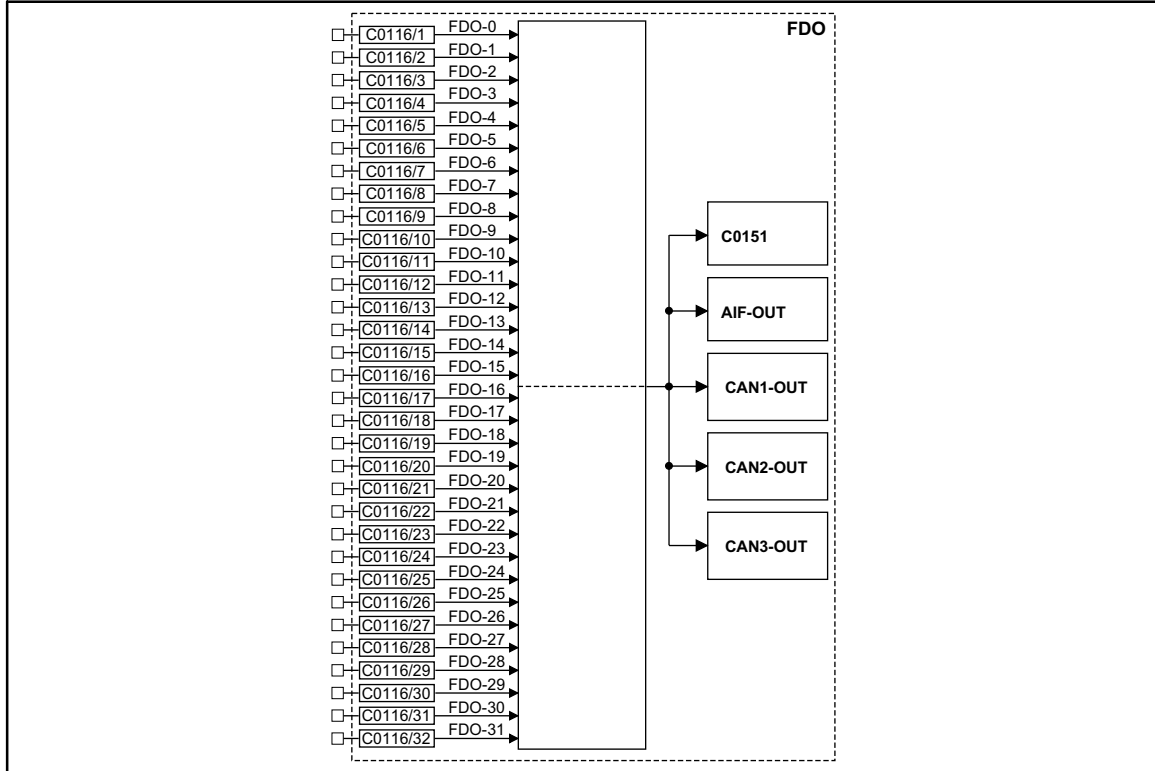 FDO
C0116/1 FDO-0
C0116/2 FDO-1
C0116/3 FDO-2
C0116/4 FDO-3
C0116/5 FDO-4
C0116/6 FDO-5
C0116/7 FDO-6
C0116/8 FDO-7
C0116/9 FDO-8
C0116/10 FDO-9
C0116/11 FDO-10
C0116/12 FDO-11
C0116/13 FDO-12
C0116/14 FDO-13
C0116/15 FDO-14
C0116/16 FDO-15
C0116/17 FDO-16
C0116/18 FDO-17
C0116/19 FDO-18
C0116/20 FDO-19
C0116/21 FDO-20
C0116/22 FDO-21
C0116/23 FDO-22
C0116/24 FDO-23
C0116/25 FDO-24
C0116/26 FDO-25
C0116/27 FDO-26
C0116/28 FDO-27
C0116/29 FDO-28
C0116/30 FDO-29
C0116/31 FDO-30
C0116/32 FDO-31
C0151
AIF-OUT
CAN1-OUT
CAN2-OUT
CAN3-OUT